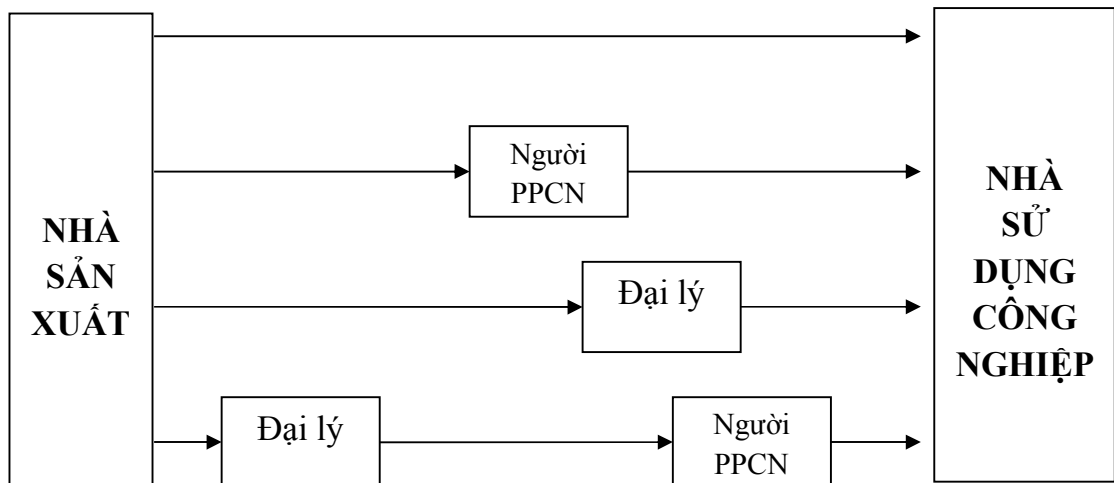 NHÀ
SẢN
XUẤT
Người
PPCN
Đại lý
Đại lý
Người
PPCN
NHÀ
SỬ
DỤNG
CÔNG
NGHIỆP